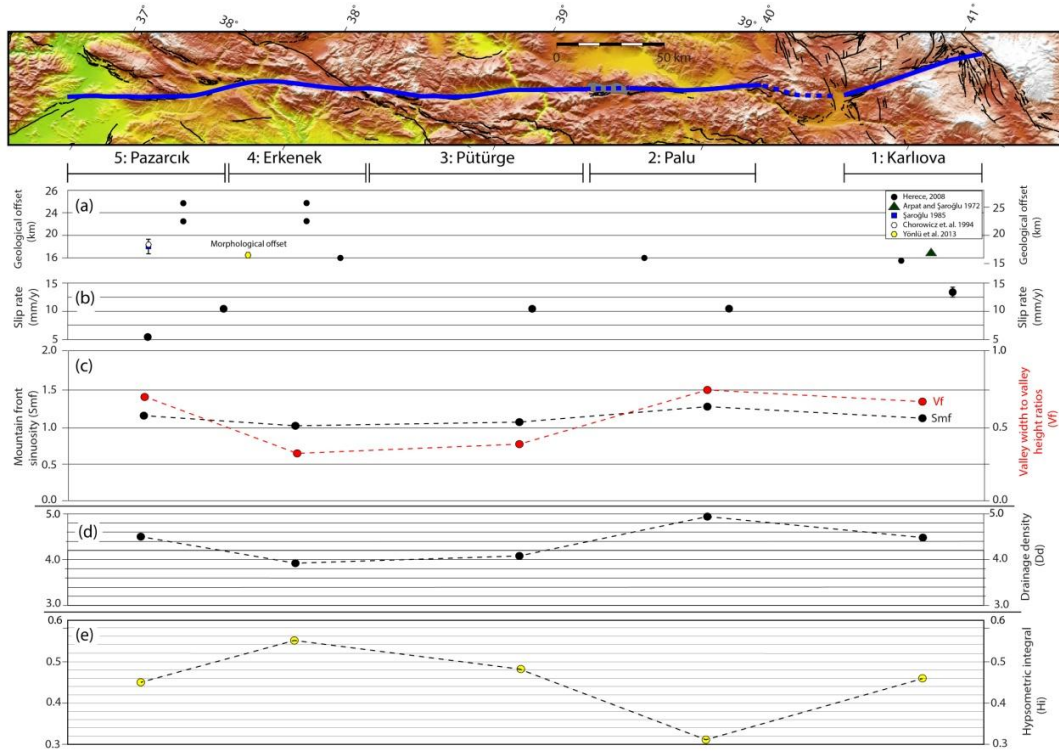 37°
38°
38°
39°
39°
40°
41°
0
50 km
5: Pazarcık
4: Erkenek
3: Pütürge
2: Palu
1: Karlıova
(a)
Geological offset
(km)
26
24
18
16
Morphological offset
Herece, 2008
Arpat and Şaroğlu 1972
Şaroğlu 1985
Chorowicz et. al. 1994
Yönlü et al. 2013
25
20
15
Geological offset
(km)
(b)
Slip rate
(mm/y)
15
10
5
15
10
5
Slip rate
(mm/y)
(c)
Mountain front
sinuosity (Smf)
2.0
1.5
1.0
0.5
0.0
Vf
Smf
1.0
0.5
0.0
Valley width to valley
height ratios
(Vf)
(d)
5.0
4.0
3.0
5.0
4.0
3.0
Drainage density
(Dd)
(e)
0.6
0.5
0.4
0.3
0.6
0.5
0.4
0.3
Hypsometric integral
(Hi)